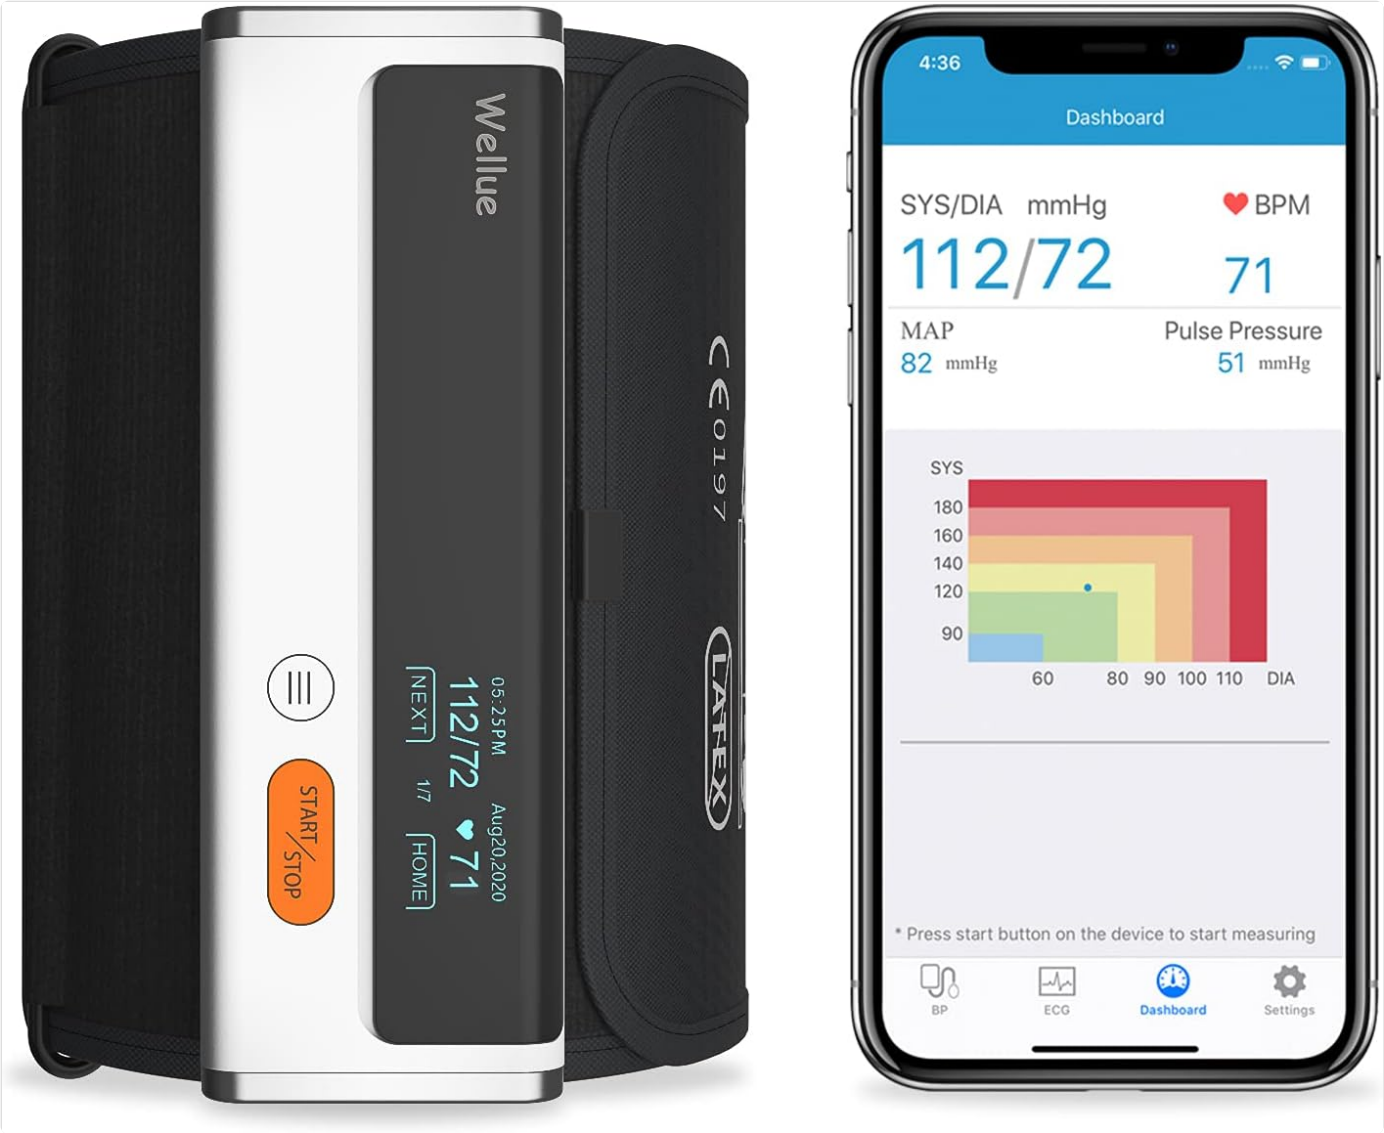 Wellue
05:25PM Aug20,2020
112/72 ♥ 71
NEXT 1/7 HOME
START/STOP
CE0197
LATEX
4:36
Dashboard
SYS/DIA mmHg ♥ BPM
112/72 71
MAP Pulse Pressure
82 mmHg 51 mmHg
SYS
180
160
140
120
90
60 80 90 100 110 DIA
* Press start button on the device to start measuring
BP ECG Dashboard Settings